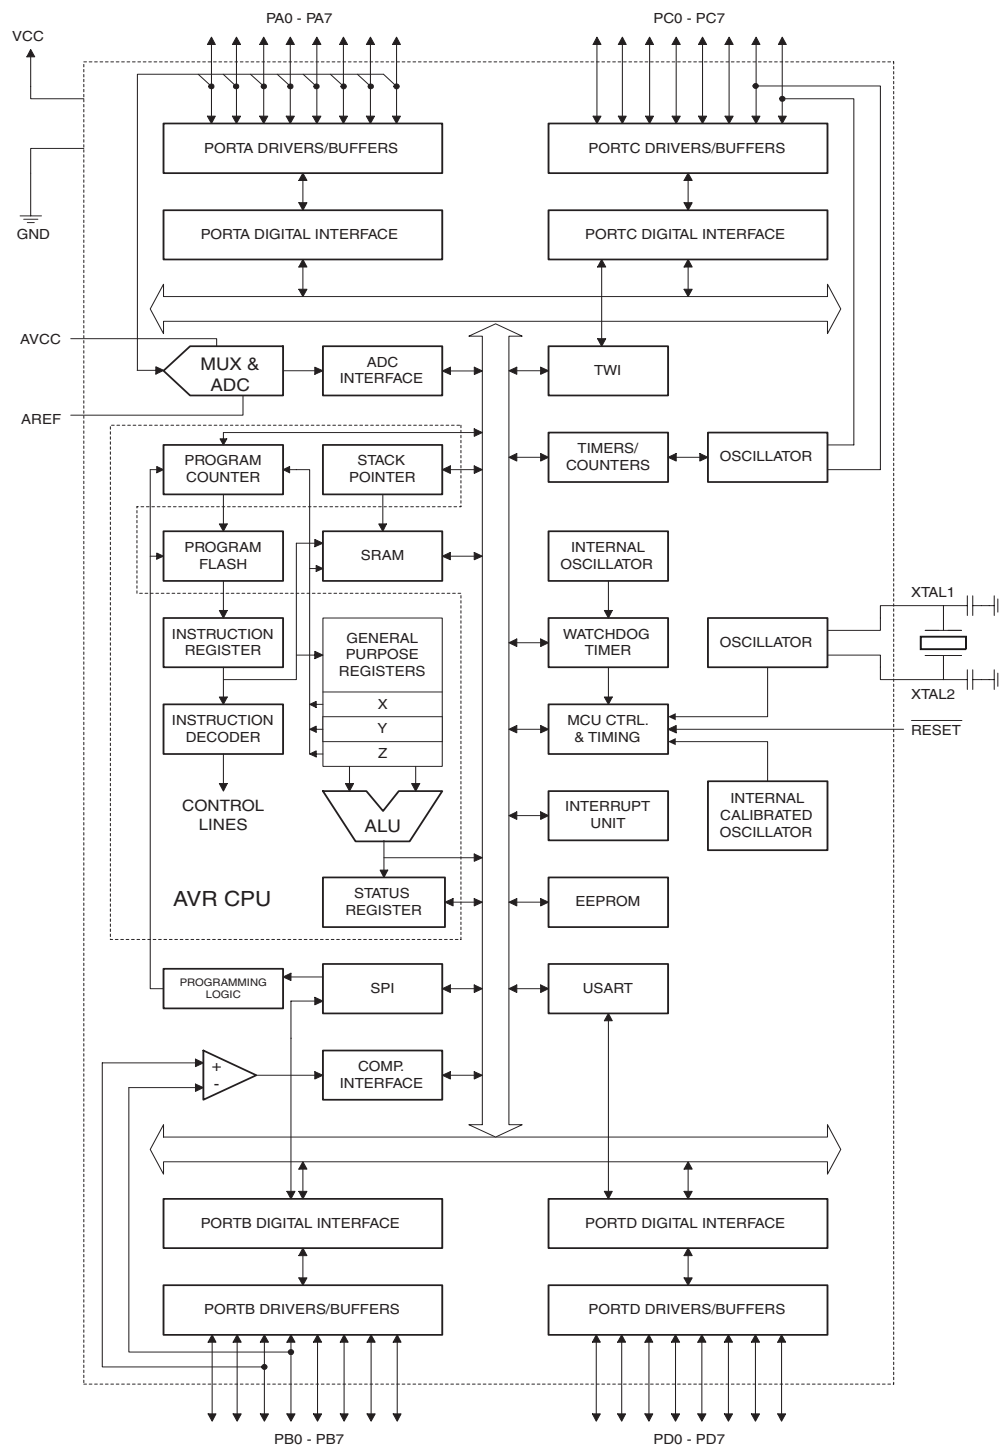 PA0 - PA7
PC0 - PC7
VCC
PORTA DRIVERS/BUFFERS
PORTC DRIVERS/BUFFERS
GND
PORTA DIGITAL INTERFACE
PORTC DIGITAL INTERFACE
AVCC
MUX &
ADC
ADC
INTERFACE
TWI
AREF
PROGRAM
COUNTER
STACK
POINTER
TIMERS/
COUNTERS
OSCILLATOR
PROGRAM
FLASH
SRAM
INTERNAL
OSCILLATOR
XTAL1
INSTRUCTION
REGISTER
GENERAL
PURPOSE
REGISTERS
WATCHDOG
TIMER
OSCILLATOR
XTAL2
X
INSTRUCTION
DECODER
Y
Z
MCU CTRL.
& TIMING
RESET
CONTROL
LINES
ALU
INTERRUPT
UNIT
INTERNAL
CALIBRATED
OSCILLATOR
AVR CPU
STATUS
REGISTER
EEPROM
PROGRAMMING
LOGIC
SPI
USART
+
-
COMP.
INTERFACE
PORTB DIGITAL INTERFACE
PORTD DIGITAL INTERFACE
PORTB DRIVERS/BUFFERS
PORTD DRIVERS/BUFFERS
PB0 - PB7
PD0 - PD7